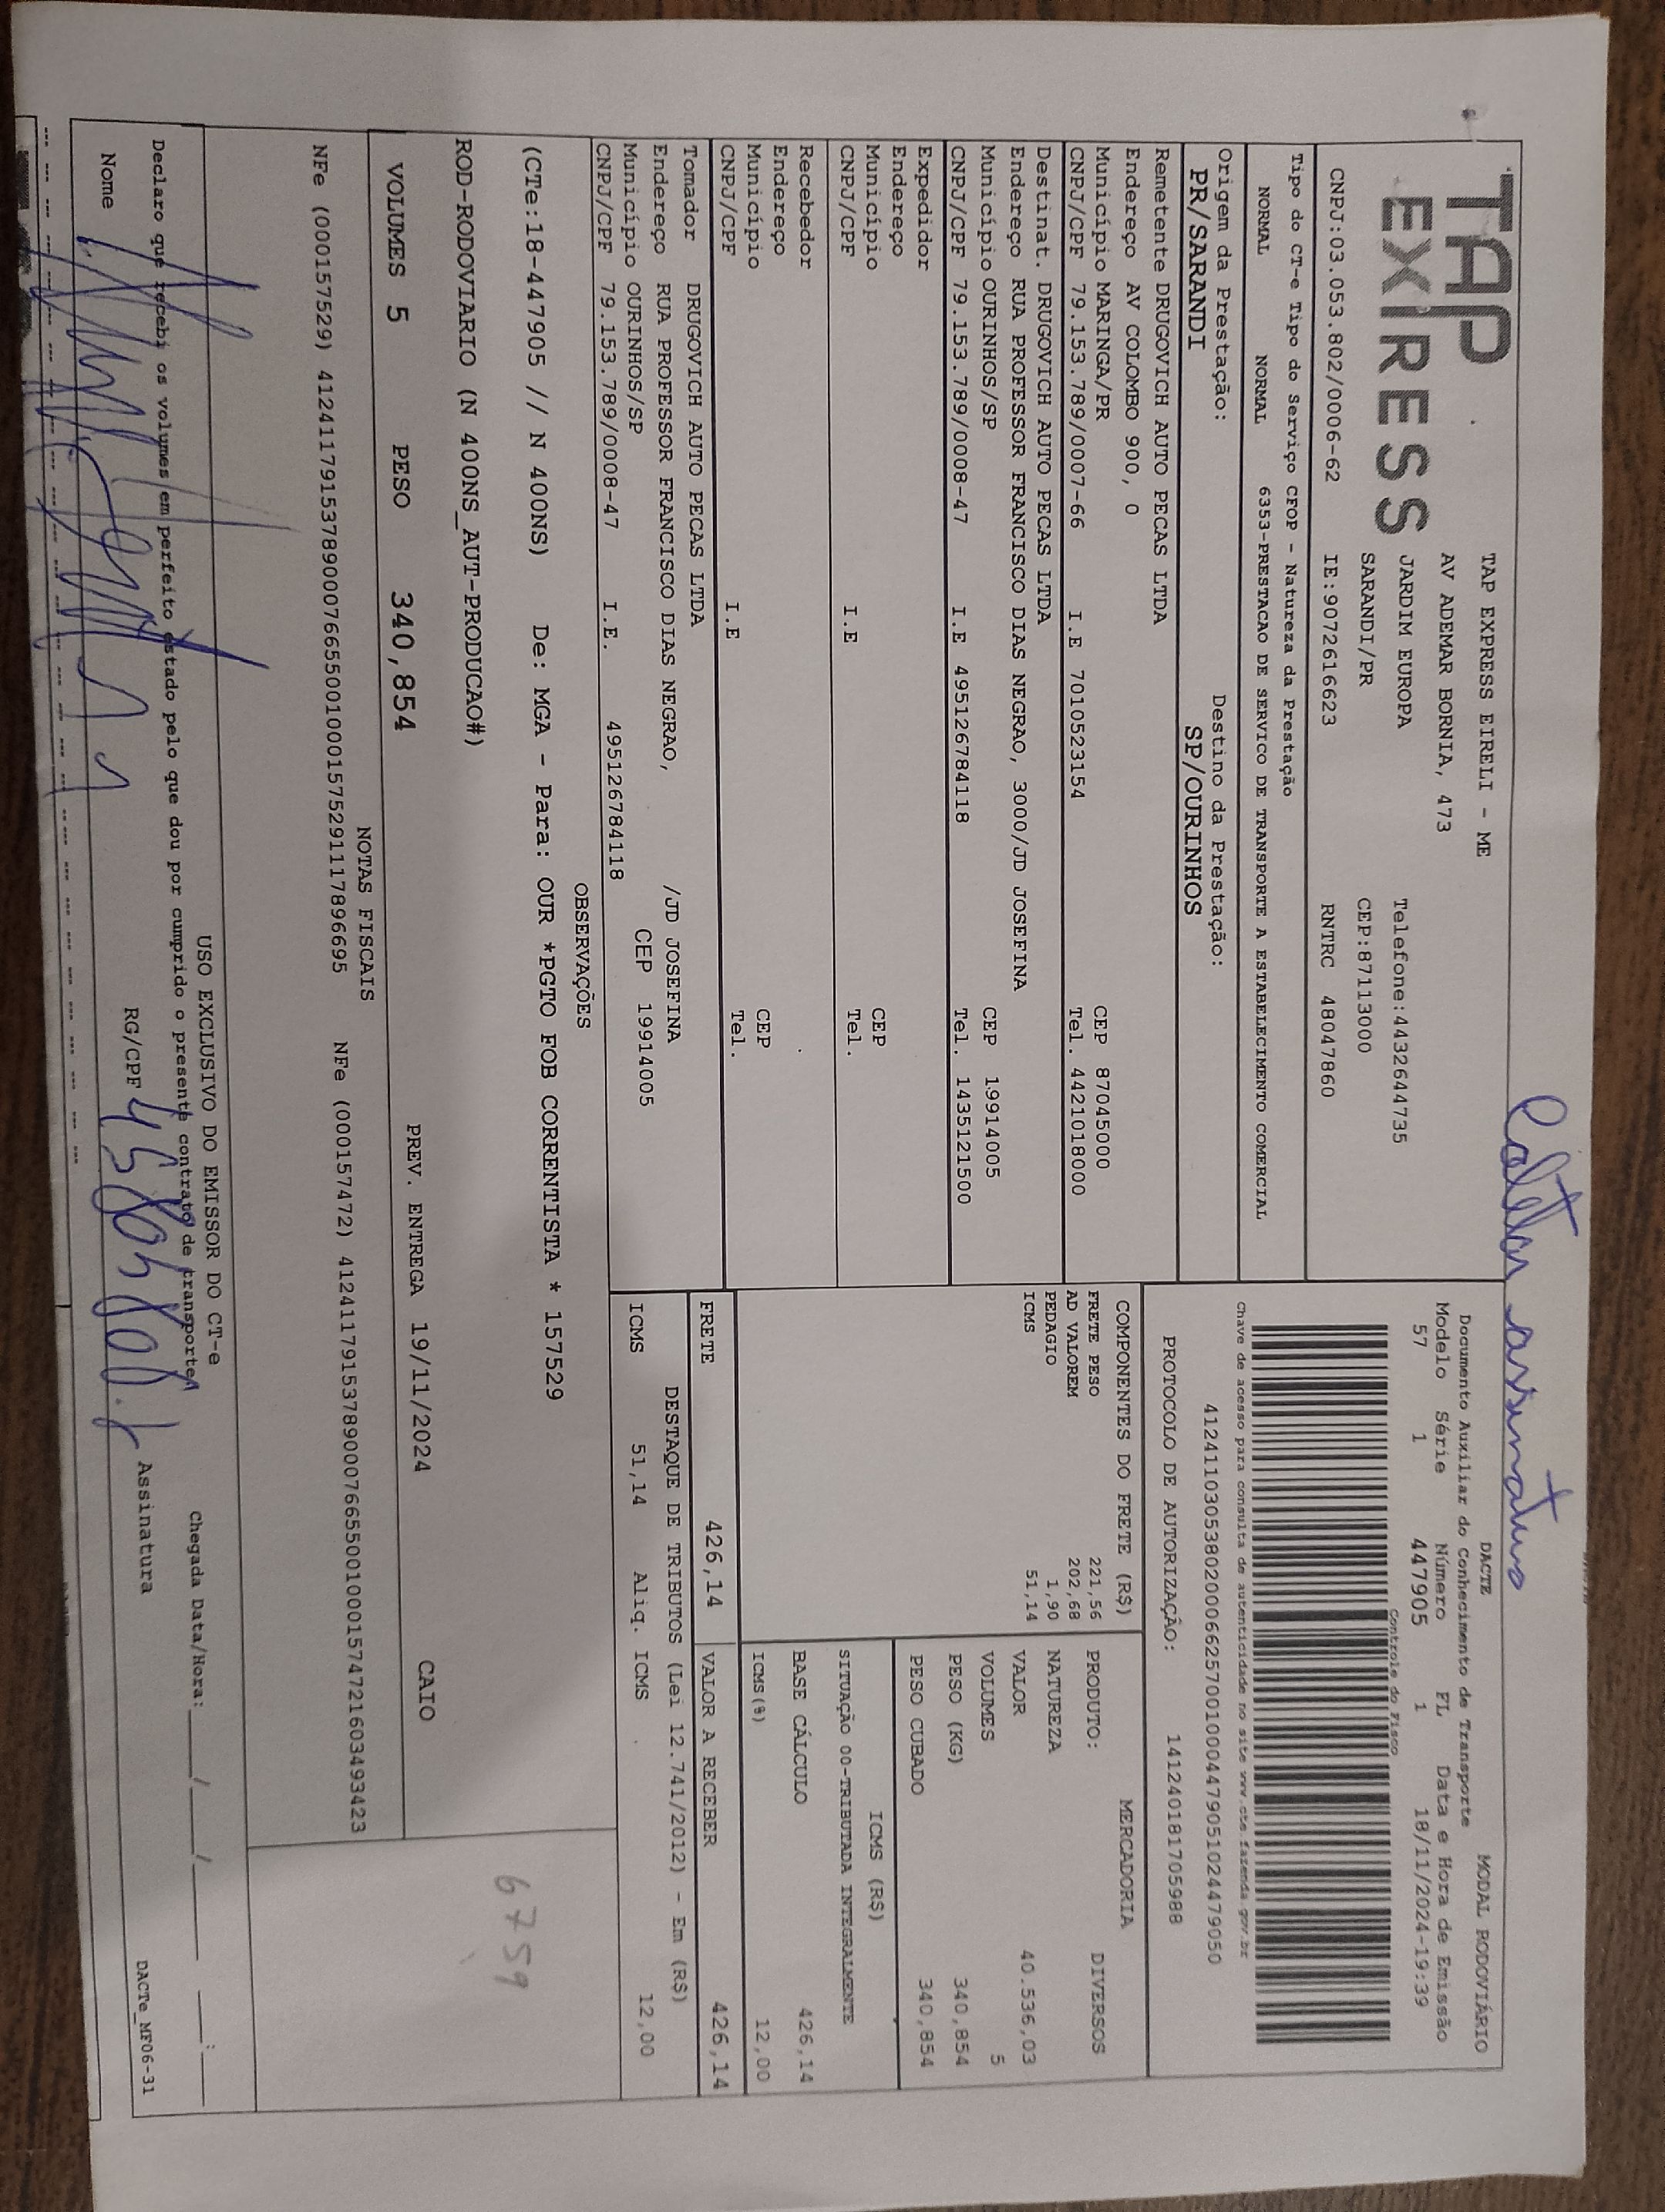 Coletar assinatura
TAP
EXPRESS
TAP EXPRESS EIRELI - ME
AV ADEMAR BORNIA, 473
JARDIM EUROPA
Telefone:4432644735
SARANDI/PR
CEP:87113000
CNPJ:03.053.802/0006-62
IE:9072616623
RNTRC 48047860
DACTE
MODAL RODOVIÁRIO
Documento Auxiliar do Conhecimento de Transporte
Modelo Série Número FL Data e Hora de Emissão
57 1 447905 1 18/11/2024-19:39
Controle do Fisco
Chave de acesso para consulta de autenticidade no site www.cte.fazenda.gov.br
41241103053802000662570010004479051024479050
PROTOCOLO DE AUTORIZAÇÃO: 141240181705988
Tipo do CT-e Tipo do Serviço CFOP - Natureza da Prestação
NORMAL NORMAL 6353-PRESTACAO DE SERVICO DE TRANSPORTE A ESTABELECIMENTO COMERCIAL
Origem da Prestação: Destino da Prestação:
PR/SARANDI SP/OURINHOS
Remetente DRUGOVICH AUTO PECAS LTDA
Endereço AV COLOMBO 900, 0
Município MARINGA/PR CEP 87045000
CNPJ/CPF 79.153.789/0007-66 I.E 7010523154 Tel. 4421018000
Destinat. DRUGOVICH AUTO PECAS LTDA
Endereço RUA PROFESSOR FRANCISCO DIAS NEGRAO, 3000/JD JOSEFINA
Município OURINHOS/SP CEP 19914005
CNPJ/CPF 79.153.789/0008-47 I.E 495126784118 Tel. 1435121500
Expedidor
Endereço
Município CEP
CNPJ/CPF I.E Tel.
Recebedor
Endereço
Município CEP
CNPJ/CPF I.E Tel.
Tomador DRUGOVICH AUTO PECAS LTDA
Endereço RUA PROFESSOR FRANCISCO DIAS NEGRAO, /JD JOSEFINA
Município OURINHOS/SP CEP 19914005
CNPJ/CPF 79.153.789/0008-47 I.E. 495126784118
COMPONENTES DO FRETE (R$)
FRETE PESO 221,56
AD VALOREM 202,68
PEDAGIO 1,90
ICMS 51,14
MERCADORIA
PRODUTO: DIVERSOS
NATUREZA
VALOR 40.536,03
VOLUMES 5
PESO (KG) 340,854
PESO CUBADO 340,854
ICMS (R$)
SITUAÇÃO 00-TRIBUTADA INTEGRALMENTE
BASE CÁLCULO 426,14
ICMS(%) 12,00
FRETE 426,14 VALOR A RECEBER 426,14
DESTAQUE DE TRIBUTOS (Lei 12.741/2012) - Em (R$)
ICMS 51,14 Aliq. ICMS 12,00
OBSERVAÇÕES
(CTe:18-447905 // N 400NS) De: MGA - Para: OUR *PGTO FOB CORRENTISTA * 157529
ROD-RODOVIARIO (N 400NS_AUT-PRODUCAO#)
6759
VOLUMES 5 PESO 340,854 PREV. ENTREGA 19/11/2024 CAIO
NOTAS FISCAIS
NFe (000157529) 41241179153789000766550010001575291117896695 NFe (000157472) 41241179153789000766550010001574721603493423
USO EXCLUSIVO DO EMISSOR DO CT-e
Declaro que recebi os volumes em perfeito estado pelo que dou por cumprido o presente contrato de transporte
Chegada Data/Hora: ____/____/____ ____:____
Nome RG/CPF Assinatura
DACTe_MF06-31